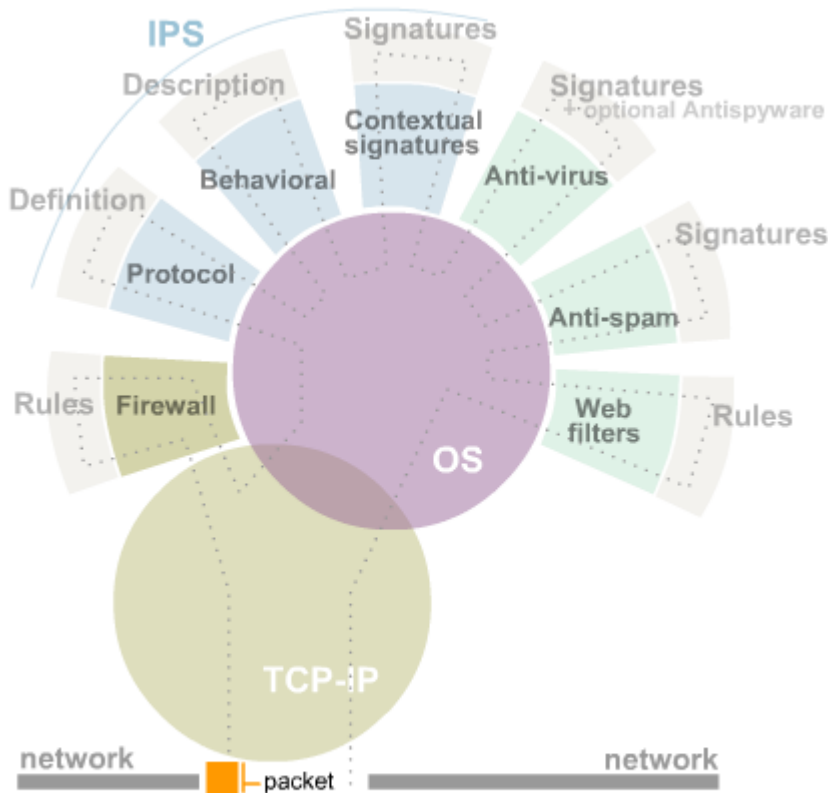 IPS
Signatures
Description
Signatures
+ optional Antispyware
Contextual
signatures
Behavioral
Anti-virus
Definition
Signatures
Protocol
Anti-spam
Rules
Firewall
Web
filters
Rules
OS
TCP-IP
network
network
packet